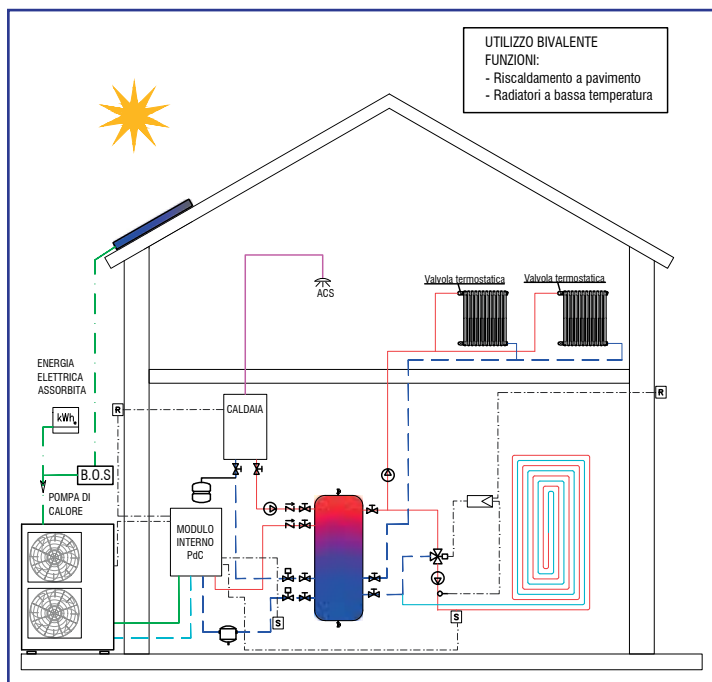 UTILIZZO BIVALENTE
FUNZIONI:
- Riscaldamento a pavimento
- Radiatori a bassa temperatura
Valvola termostatica
Valvola termostatica
ACS
ENERGIA
ELETTRICA
ASSORBITA
kWh
R
CALDAIA
R
B.O.S
POMPA DI
CALORE
MODULO
INTERNO
PdC
S
S